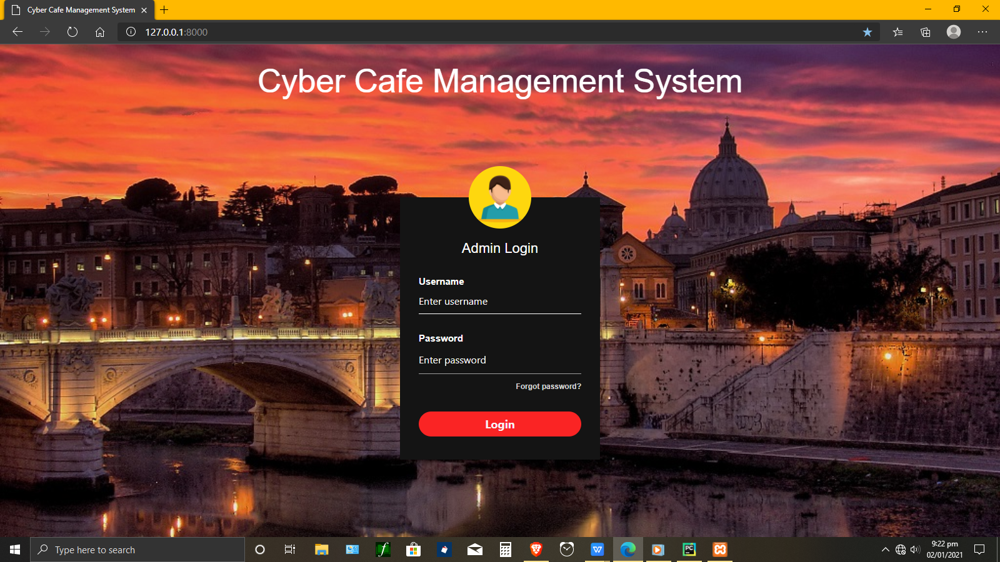 Cyber Cafe Management System
127.0.0.1:8000
Cyber Cafe Management System
Admin Login
Username
Enter username
Password
Enter password
Forgot password?
Login
Type here to search
PC
9:22 pm
02/01/2021